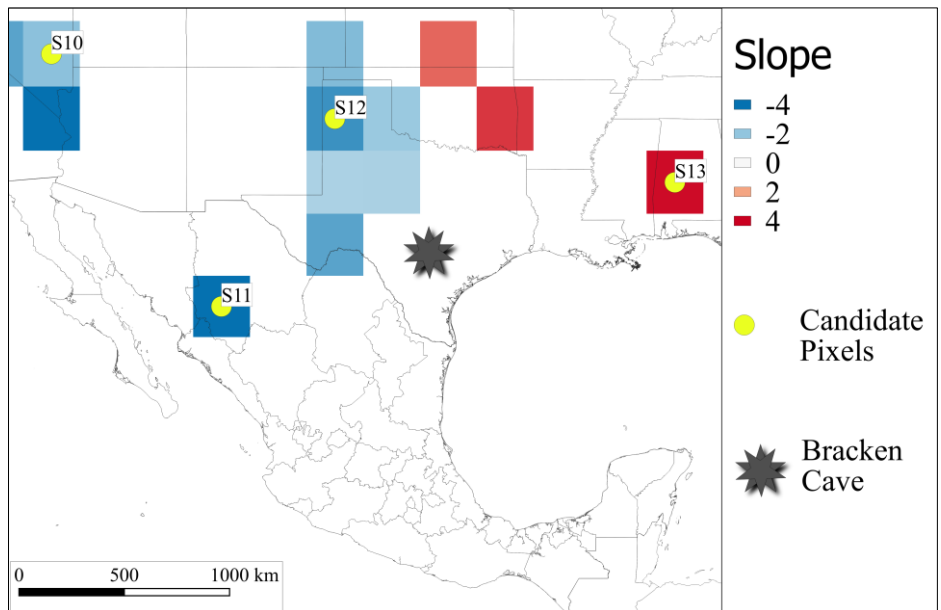 S10
S12
S13
S11
0 500 1000 km
Slope
-4
-2
0
2
4
Candidate
Pixels
Bracken
Cave